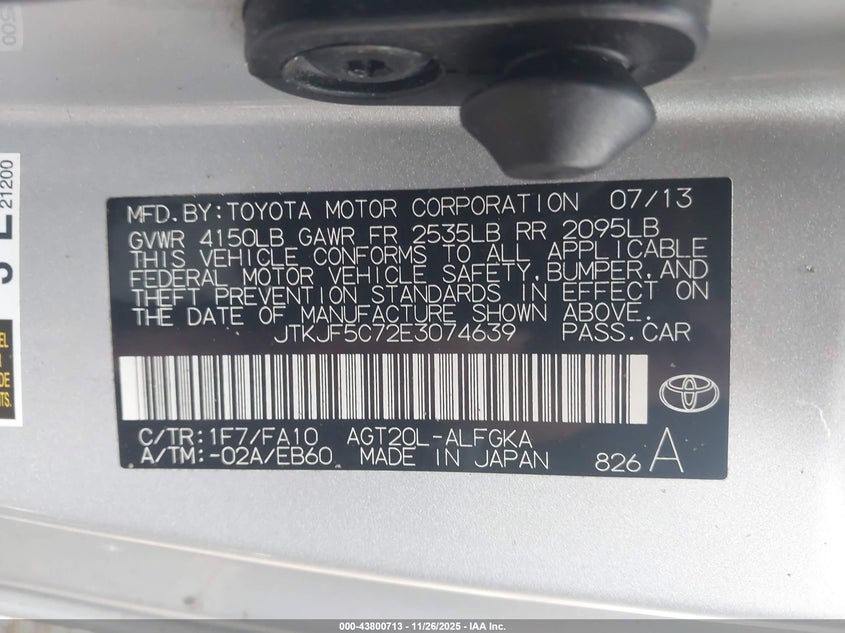 MFD. BY: TOYOTA MOTOR CORPORATION 07/13
GVWR 4150LB GAWR FR 2535LB RR 2095LB
THIS VEHICLE CONFORMS TO ALL APPLICABLE
FEDERAL MOTOR VEHICLE SAFETY, BUMPER, AND
THEFT PREVENTION STANDARDS IN EFFECT ON
THE DATE OF MANUFACTURE SHOWN ABOVE.
JTKJF5C72E3074639 PASS.CAR
C/TR: 1F7/FA10 AGT20L-ALFGKA
A/TM: -02A/EB60 MADE IN JAPAN
826 A
21200
000-43800713 - 11/26/2025 - IAA Inc.